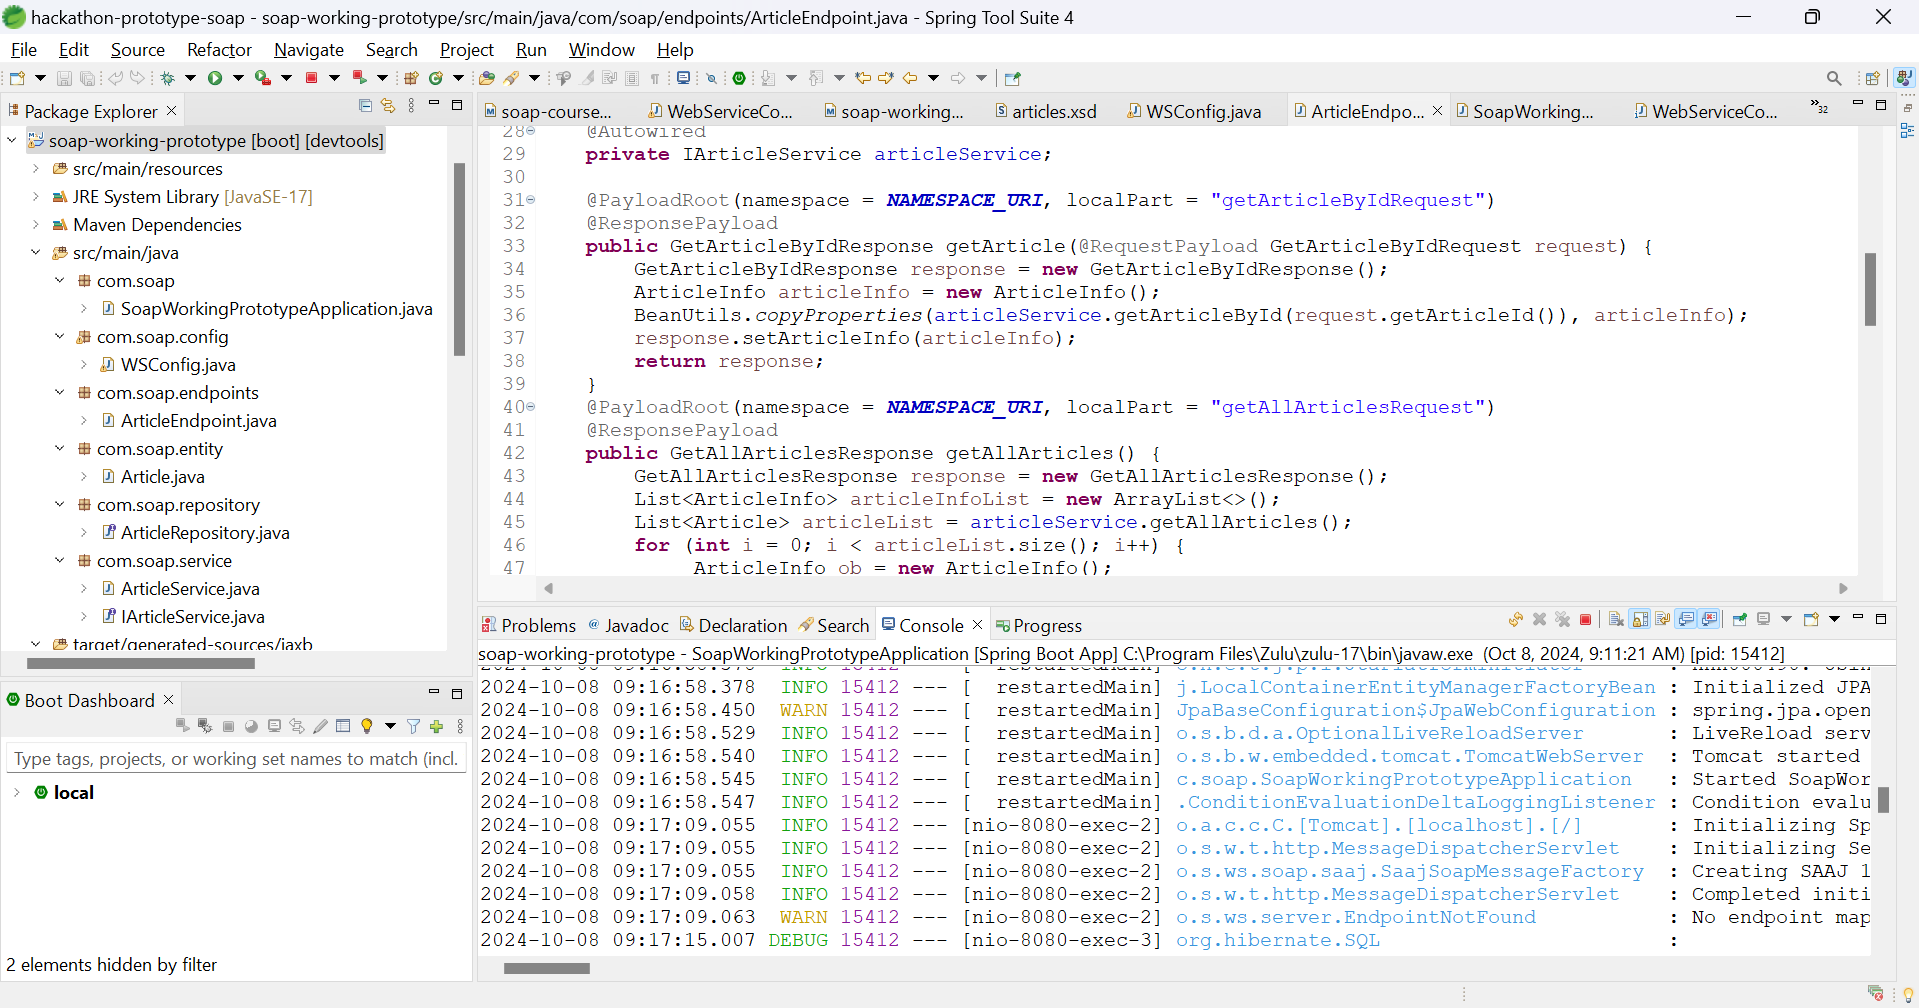 hackathon-prototype-soap - soap-working-prototype/src/main/java/com/soap/endpoints/ArticleEndpoint.java - Spring Tool Suite 4
File Edit Source Refactor Navigate Search Project Run Window Help
Package Explorer
soap-working-prototype [boot] [devtools]
src/main/resources
JRE System Library [JavaSE-17]
Maven Dependencies
src/main/java
com.soap
SoapWorkingPrototypeApplication.java
com.soap.config
WSConfig.java
com.soap.endpoints
ArticleEndpoint.java
com.soap.entity
Article.java
com.soap.repository
ArticleRepository.java
com.soap.service
ArticleService.java
IArticleService.java
target/generated-sources/jaxb
Boot Dashboard
Type tags, projects, or working set names to match (incl.
local
2 elements hidden by filter
soap-course... WebServiceCo... soap-working... articles.xsd WSConfig.java ArticleEndpo... SoapWorking... WebServiceCo... »32
28 @Autowired
29 private IArticleService articleService;
30
31 @PayloadRoot(namespace = NAMESPACE_URI, localPart = "getArticleByIdRequest")
32 @ResponsePayload
33 public GetArticleByIdResponse getArticle(@RequestPayload GetArticleByIdRequest request) {
34 GetArticleByIdResponse response = new GetArticleByIdResponse();
35 ArticleInfo articleInfo = new ArticleInfo();
36 BeanUtils.copyProperties(articleService.getArticleById(request.getArticleId()), articleInfo);
37 response.setArticleInfo(articleInfo);
38 return response;
39 }
40 @PayloadRoot(namespace = NAMESPACE_URI, localPart = "getAllArticlesRequest")
41 @ResponsePayload
42 public GetAllArticlesResponse getAllArticles() {
43 GetAllArticlesResponse response = new GetAllArticlesResponse();
44 List<ArticleInfo> articleInfoList = new ArrayList<>();
45 List<Article> articleList = articleService.getAllArticles();
46 for (int i = 0; i < articleList.size(); i++) {
47 ArticleInfo ob = new ArticleInfo();
Problems Javadoc Declaration Search Console Progress
soap-working-prototype - SoapWorkingPrototypeApplication [Spring Boot App] C:\Program Files\Zulu\zulu-17\bin\javaw.exe (Oct 8, 2024, 9:11:21 AM) [pid: 15412]
2024-10-08 09:16:58.378 INFO 15412 --- [ restartedMain] j.LocalContainerEntityManagerFactoryBean : Initialized JPA
2024-10-08 09:16:58.450 WARN 15412 --- [ restartedMain] JpaBaseConfiguration$JpaWebConfiguration : spring.jpa.open
2024-10-08 09:16:58.529 INFO 15412 --- [ restartedMain] o.s.b.d.a.OptionalLiveReloadServer : LiveReload serv
2024-10-08 09:16:58.540 INFO 15412 --- [ restartedMain] o.s.b.w.embedded.tomcat.TomcatWebServer : Tomcat started
2024-10-08 09:16:58.545 INFO 15412 --- [ restartedMain] c.soap.SoapWorkingPrototypeApplication : Started SoapWor
2024-10-08 09:16:58.547 INFO 15412 --- [ restartedMain] .ConditionEvaluationDeltaLoggingListener : Condition evalu
2024-10-08 09:17:09.055 INFO 15412 --- [nio-8080-exec-2] o.a.c.c.C.[Tomcat].[localhost].[/] : Initializing Sp
2024-10-08 09:17:09.055 INFO 15412 --- [nio-8080-exec-2] o.s.w.t.http.MessageDispatcherServlet : Initializing Se
2024-10-08 09:17:09.055 INFO 15412 --- [nio-8080-exec-2] o.s.ws.soap.saaj.SaajSoapMessageFactory : Creating SAAJ 1
2024-10-08 09:17:09.058 INFO 15412 --- [nio-8080-exec-2] o.s.w.t.http.MessageDispatcherServlet : Completed initi
2024-10-08 09:17:09.063 WARN 15412 --- [nio-8080-exec-2] o.s.ws.server.EndpointNotFound : No endpoint map
2024-10-08 09:17:15.007 DEBUG 15412 --- [nio-8080-exec-3] org.hibernate.SQL :